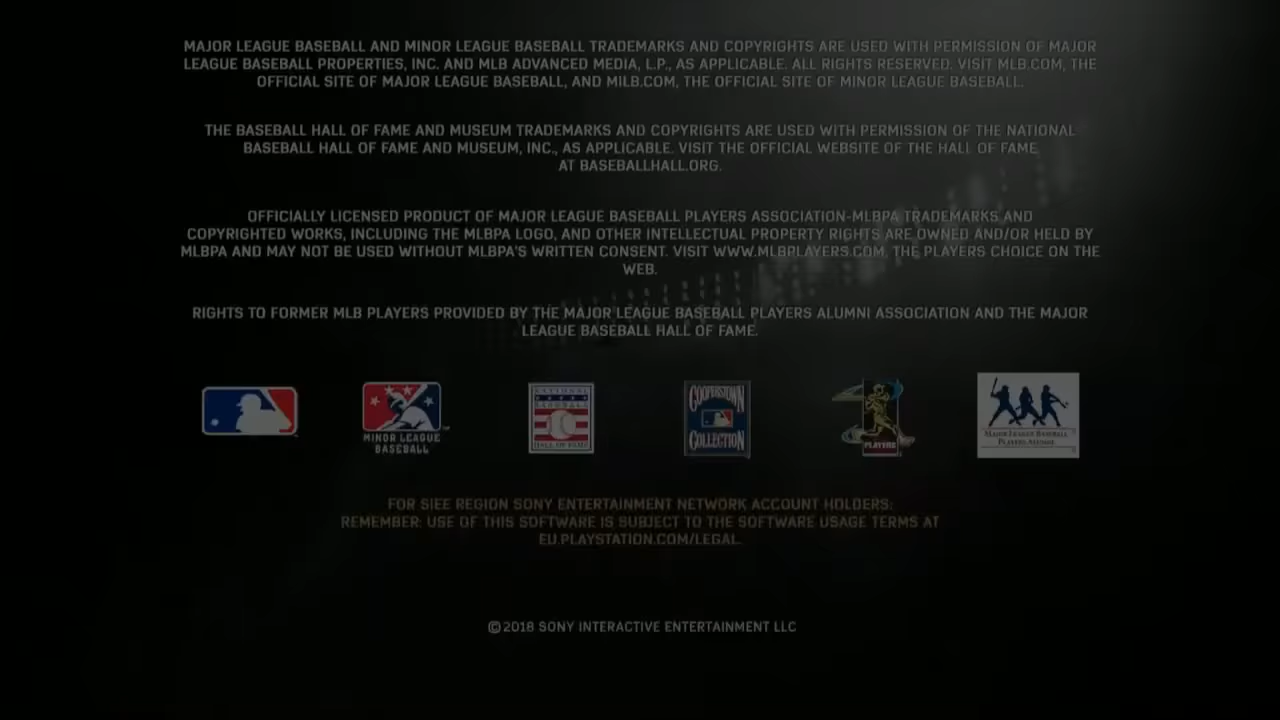 MAJOR LEAGUE BASEBALL AND MINOR LEAGUE BASEBALL TRADEMARKS AND COPYRIGHTS ARE USED WITH PERMISSION OF MAJOR
LEAGUE BASEBALL PROPERTIES, INC. AND MLB ADVANCED MEDIA, L.P., AS APPLICABLE. ALL RIGHTS RESERVED. VISIT MLB.COM, THE
OFFICIAL SITE OF MAJOR LEAGUE BASEBALL, AND MILB.COM, THE OFFICIAL SITE OF MINOR LEAGUE BASEBALL.
THE BASEBALL HALL OF FAME AND MUSEUM TRADEMARKS AND COPYRIGHTS ARE USED WITH PERMISSION OF THE NATIONAL
BASEBALL HALL OF FAME AND MUSEUM, INC., AS APPLICABLE. VISIT THE OFFICIAL WEBSITE OF THE HALL OF FAME
AT BASEBALLHALL.ORG.
OFFICIALLY LICENSED PRODUCT OF MAJOR LEAGUE BASEBALL PLAYERS ASSOCIATION-MLBPA TRADEMARKS AND
COPYRIGHTED WORKS, INCLUDING THE MLBPA LOGO, AND OTHER INTELLECTUAL PROPERTY RIGHTS ARE OWNED AND/OR HELD BY
MLBPA AND MAY NOT BE USED WITHOUT MLBPA'S WRITTEN CONSENT. VISIT WWW.MLBPLAYERS.COM, THE PLAYERS CHOICE ON THE
WEB.
RIGHTS TO FORMER MLB PLAYERS PROVIDED BY THE MAJOR LEAGUE BASEBALL PLAYERS ALUMNI ASSOCIATION AND THE MAJOR
LEAGUE BASEBALL HALL OF FAME.
MINOR LEAGUE
BASEBALL
NATIONAL
BASEBALL
HALL OF FAME
COOPERSTOWN
COLLECTION
PLAYERS
MAJOR LEAGUE BASEBALL
PLAYERS ALUMNI
FOR SIEE REGION SONY ENTERTAINMENT NETWORK ACCOUNT HOLDERS:
REMEMBER: USE OF THIS SOFTWARE IS SUBJECT TO THE SOFTWARE USAGE TERMS AT
EU.PLAYSTATION.COM/LEGAL.
©2018 SONY INTERACTIVE ENTERTAINMENT LLC